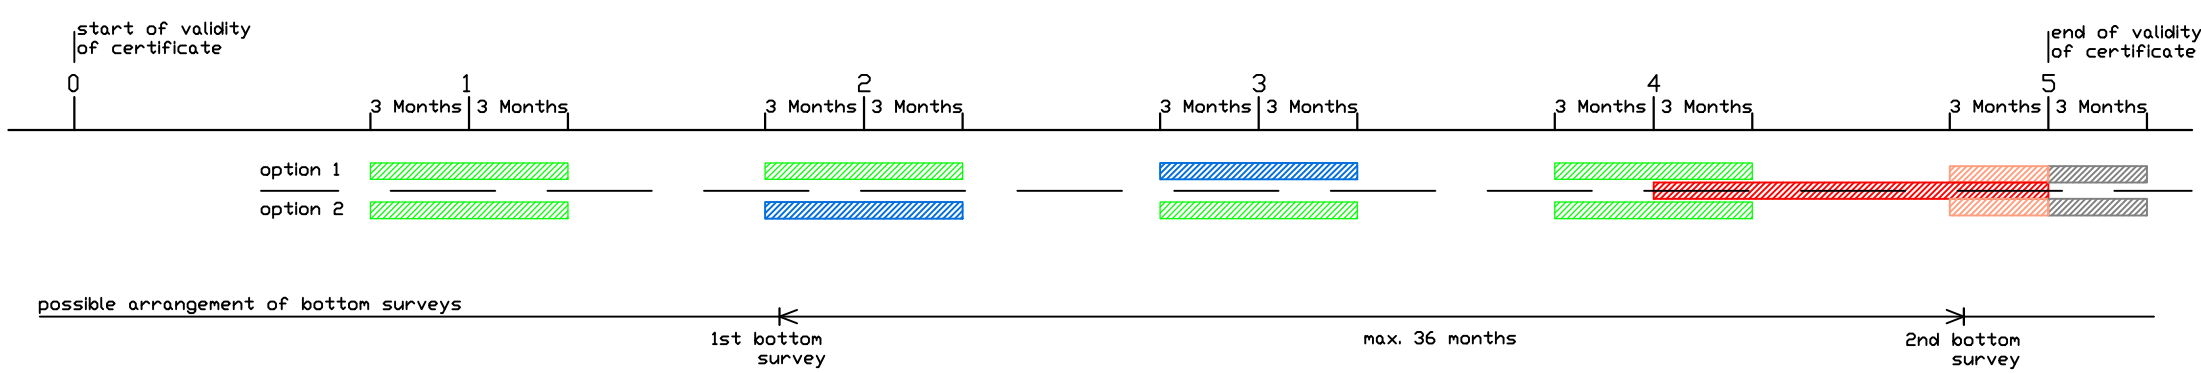 start of validity
of certificate
end of validity
of certificate
0 1 2 3 4 5
3 Months 3 Months 3 Months 3 Months 3 Months 3 Months 3 Months 3 Months 3 Months 3 Months
option 1
option 2
possible arrangement of bottom surveys
1st bottom
survey
max. 36 months
2nd bottom
survey